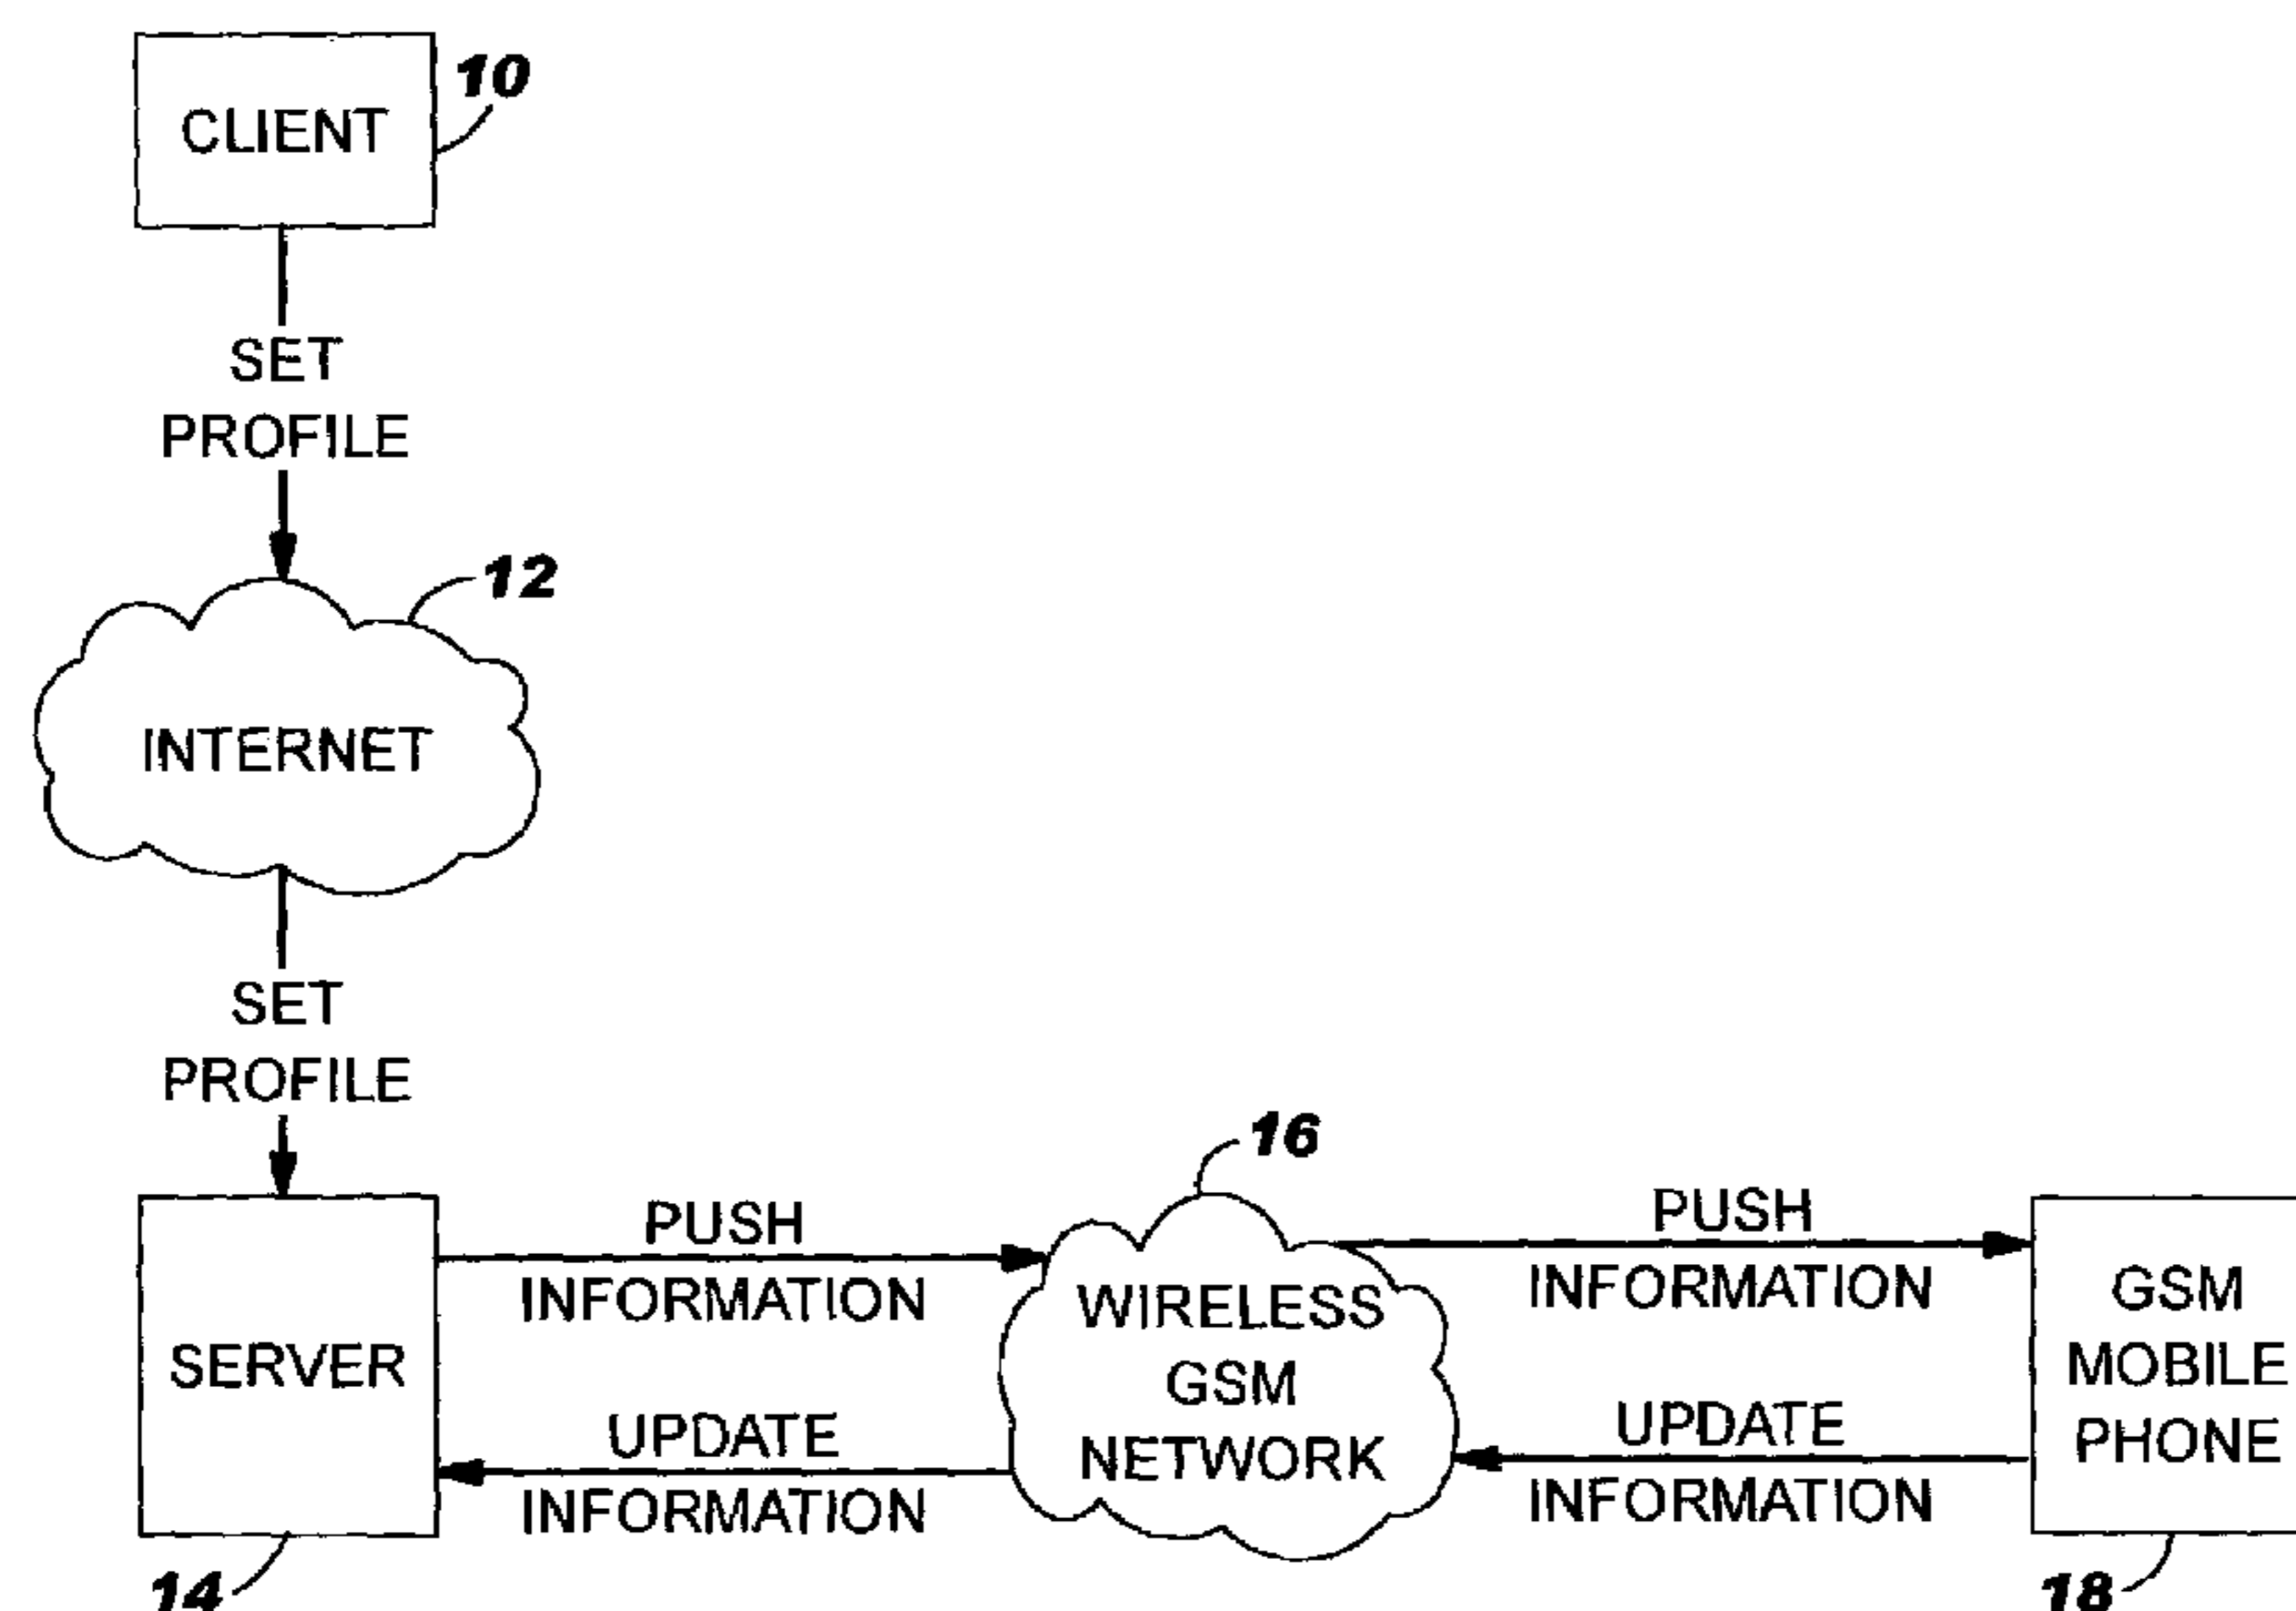 CLIENT
10
SET
PROFILE
12
INTERNET
SET
PROFILE
16
PUSH
INFORMATION
PUSH
INFORMATION
SERVER
WIRELESS
GSM
NETWORK
GSM
MOBILE
PHONE
UPDATE
INFORMATION
UPDATE
INFORMATION
14
18